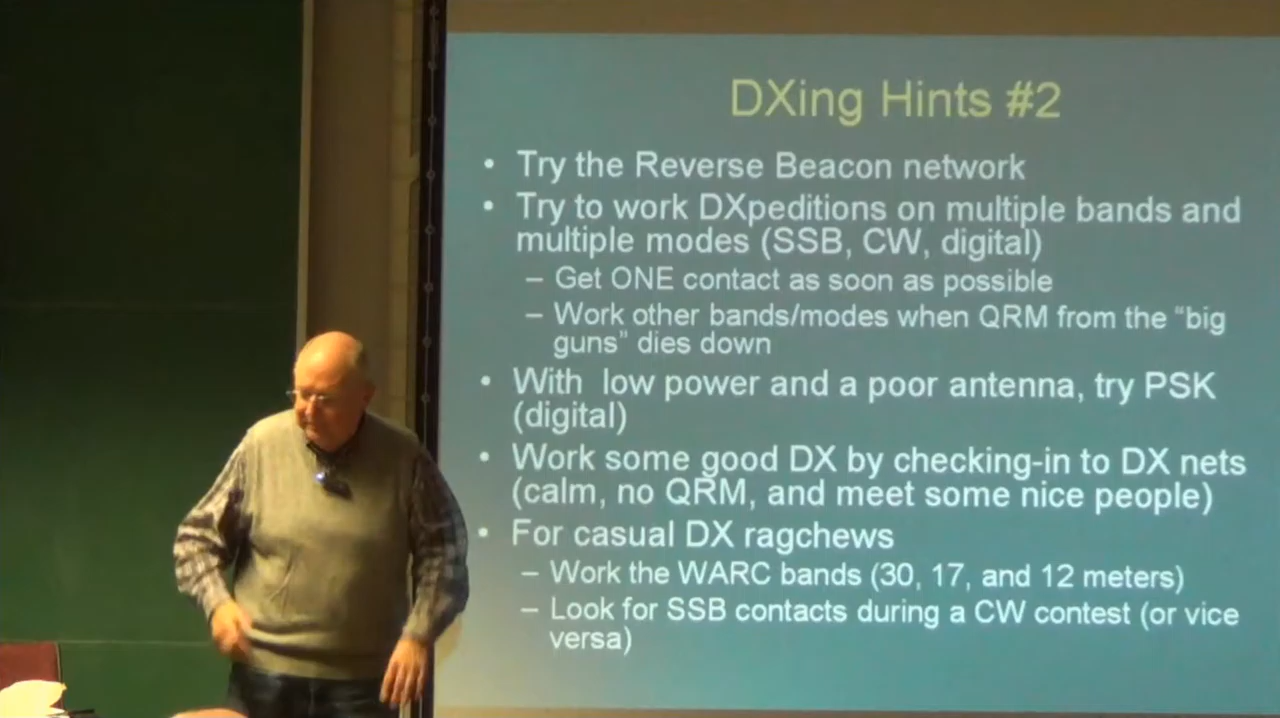 DXing Hints #2
• Try the Reverse Beacon network
• Try to work DXpeditions on multiple bands and
multiple modes (SSB, CW, digital)
– Get ONE contact as soon as possible
– Work other bands/modes when QRM from the “big
guns” dies down
• With low power and a poor antenna, try PSK
(digital)
• Work some good DX by checking-in to DX nets
(calm, no QRM, and meet some nice people)
• For casual DX ragchews
– Work the WARC bands (30, 17, and 12 meters)
– Look for SSB contacts during a CW contest (or vice
versa)